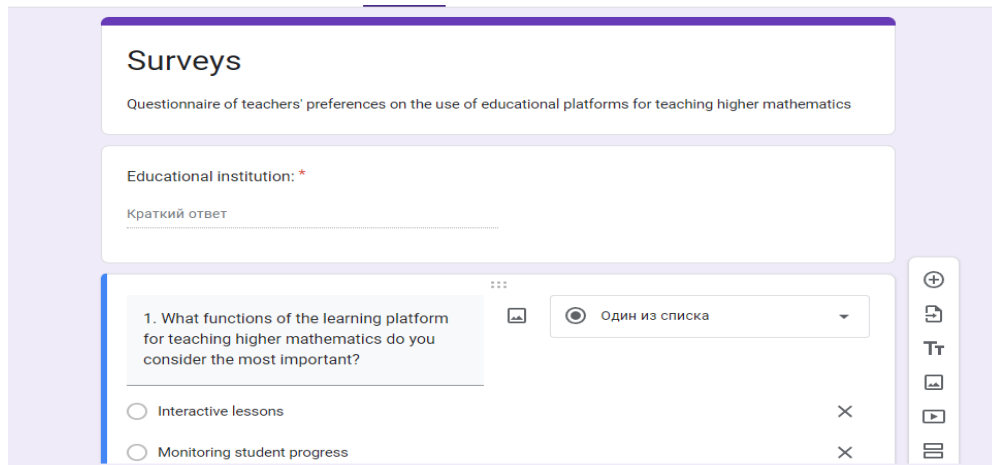 Surveys
Questionnaire of teachers' preferences on the use of educational platforms for teaching higher mathematics
Educational institution: *
Краткий ответ
1. What functions of the learning platform
for teaching higher mathematics do you
consider the most important?
Один из списка
Interactive lessons
Monitoring student progress
Tт